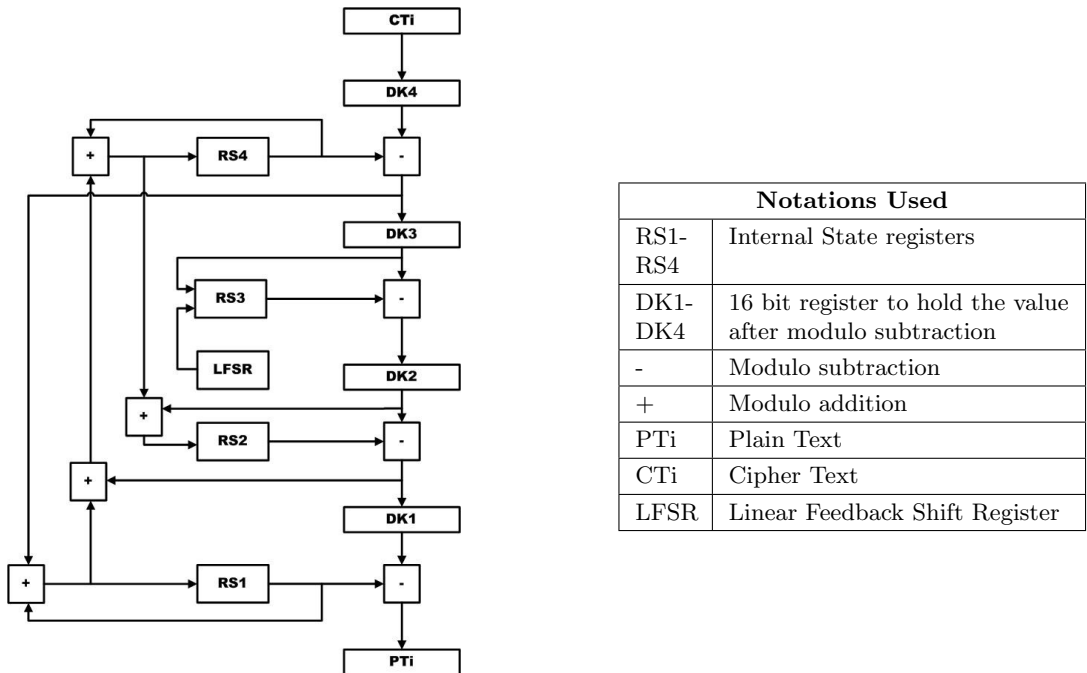 CTi
DK4
+
RS4
-
DK3
RS3
-
LFSR
DK2
+
RS2
-
+
DK1
+
RS1
-
PTi
Notations Used
RS1-
RS4
Internal State registers
DK1-
DK4
16 bit register to hold the value
after modulo subtraction
-
Modulo subtraction
+
Modulo addition
PTi
Plain Text
CTi
Cipher Text
LFSR
Linear Feedback Shift Register